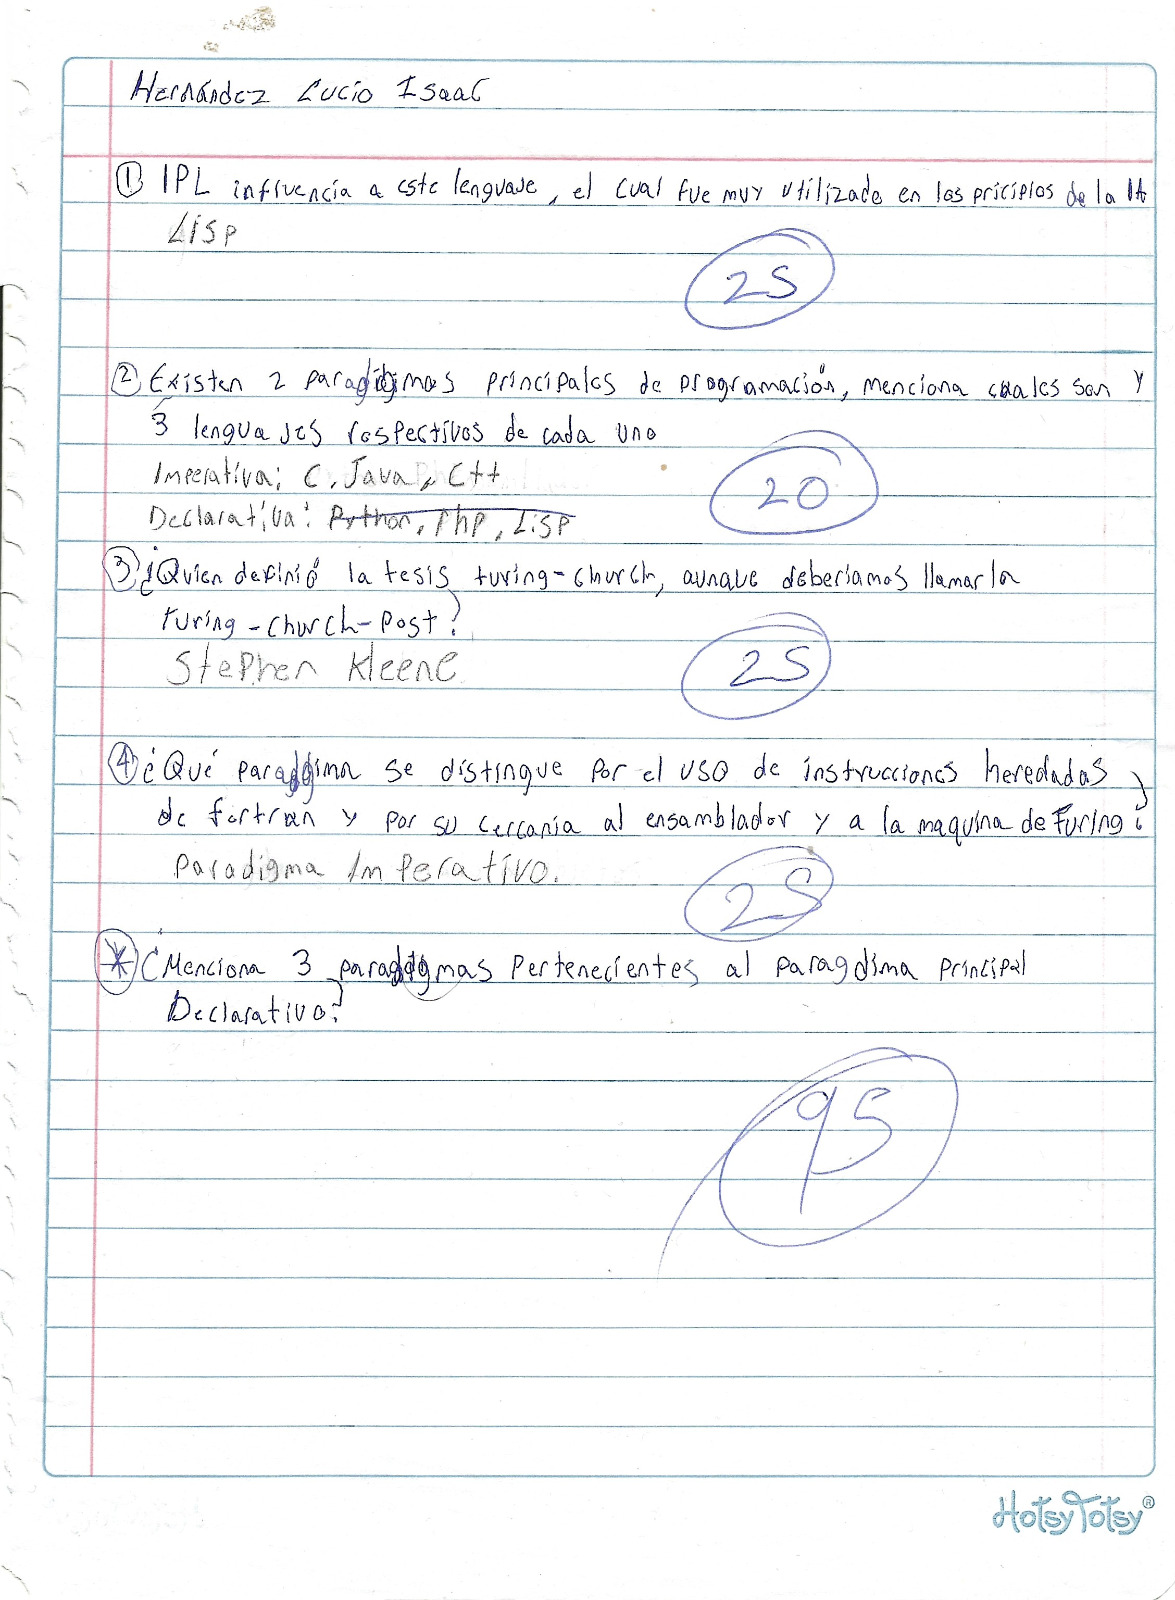 Hernández Lucio Isaac
① IPL influencía a este lenguaje, el cual fue muy utilizado en los pricipios de la IA
Lisp
25
② Existen 2 paradigmas principales de programación, menciona cuales son y
3 lenguajes respectivos de cada uno
Imperativa: C, Java, C++
Declarativa: Python, Php, Lisp
20
③ ¿Quien definió la tesis turing-church, aunque deberiamos llamarla
turing-church-Post?
Stephen Kleene
25
④ ¿Qué paradigma se distingue por el uso de instrucciones heredadas
de fortran y por su cercanía al ensamblador y a la maquina de Turing?
Paradigma Imperativo.
25
* ¿Menciona 3 paradigmas Pertenecientes al paragdima principal
Declarativo?
95
HotsyTotsy®